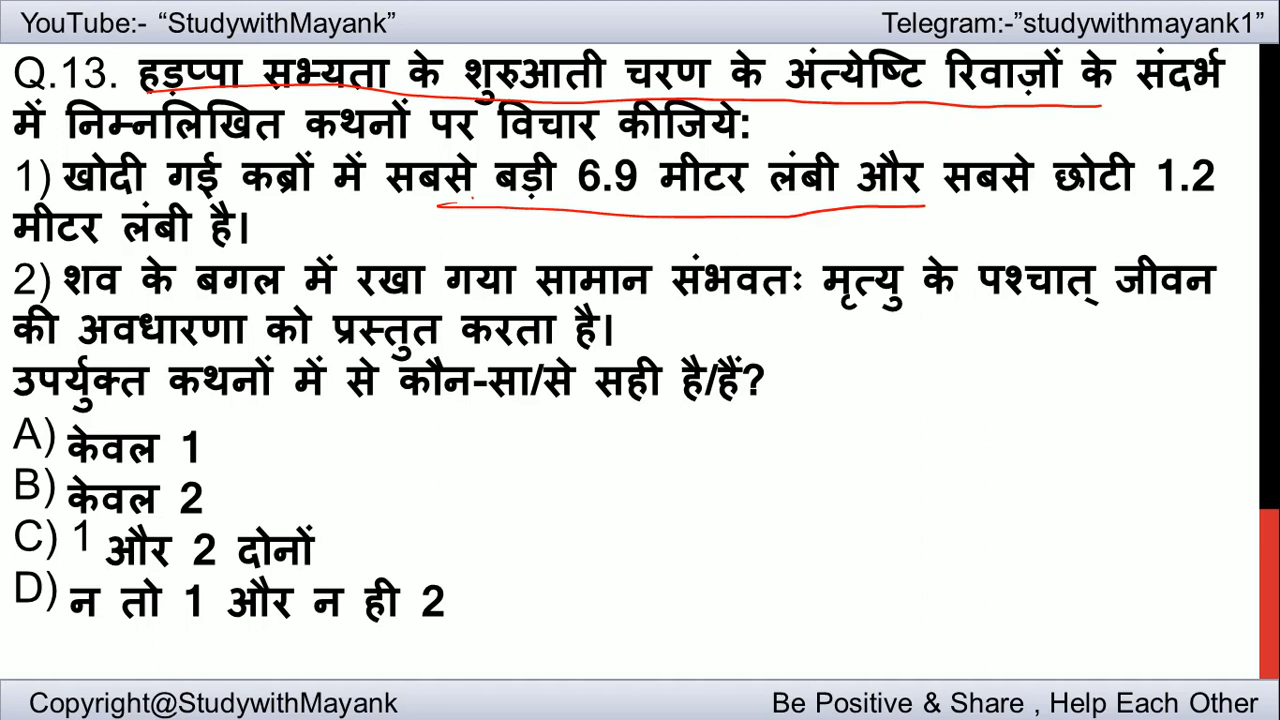 YouTube:- “StudywithMayank”
Telegram:-”studywithmayank1”
Q.13. हड़प्पा सभ्यता के शुरुआती चरण के अंत्येष्टि रिवाज़ों के संदर्भ
में निम्नलिखित कथनों पर विचार कीजिये:
1) खोदी गई कब्रों में सबसे बड़ी 6.9 मीटर लंबी और सबसे छोटी 1.2
मीटर लंबी है।
2) शव के बगल में रखा गया सामान संभवतः मृत्यु के पश्चात् जीवन
की अवधारणा को प्रस्तुत करता है।
उपर्युक्त कथनों में से कौन-सा/से सही है/हैं?
A) केवल 1
B) केवल 2
C) 1 और 2 दोनों
D) न तो 1 और न ही 2
Copyright@StudywithMayank
Be Positive & Share , Help Each Other